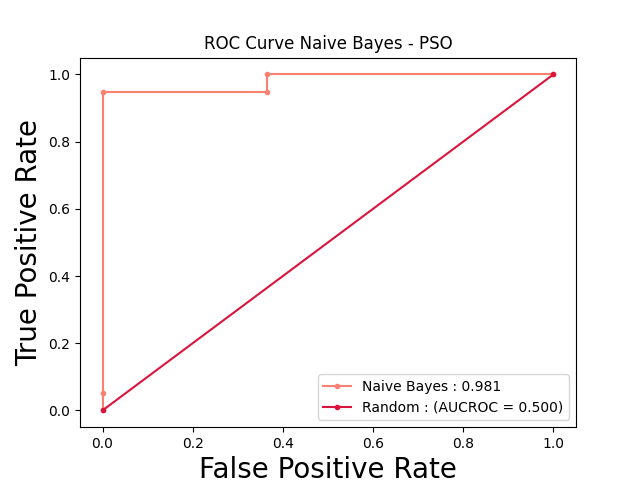 ROC Curve Naive Bayes - PSO
True Positive Rate
1.0
0.8
0.6
0.4
0.2
0.0
Naive Bayes : 0.981
Random : (AUCROC = 0.500)
0.0 0.2 0.4 0.6 0.8 1.0
False Positive Rate